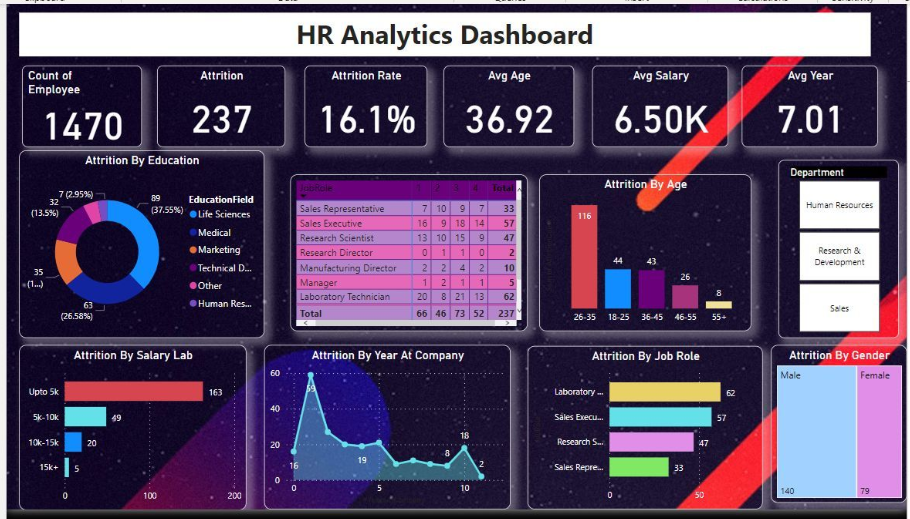 HR Analytics Dashboard
Count of
Employee
1470
Attrition
237
Attrition Rate
16.1%
Avg Age
36.92
Avg Salary
6.50K
Avg Year
7.01
Attrition By Education
7 (2.95%)
32
(13.5%)
35
(1...)
63
(26.58%)
89
(37.55%)
EducationField
Life Sciences
Medical
Marketing
Technical D...
Other
Human Res...
JobRole 1 2 3 4 Total
Sales Representative 7 10 9 7 33
Sales Executive 16 9 18 14 57
Research Scientist 13 10 15 9 47
Research Director 0 1 1 0 2
Manufacturing Director 2 2 4 2 10
Manager 1 2 1 1 5
Laboratory Technician 20 8 21 13 62
Total 66 46 73 52 237
Attrition By Age
116
44
43
26
8
26-35 18-25 36-45 46-55 55+
Department
Human Resources
Research &
Development
Sales
Attrition By Salary Lab
Upto 5k 163
5k-10k 49
10k-15k 20
15k+ 5
0 100 200
Attrition By Year At Company
60
40
20
0
16
59
19
8
18
2
0 5 10
Attrition By Job Role
Laboratory ... 62
Sales Execu... 57
Research S... 47
Sales Repre... 33
0 50
Attrition By Gender
Male Female
140 79